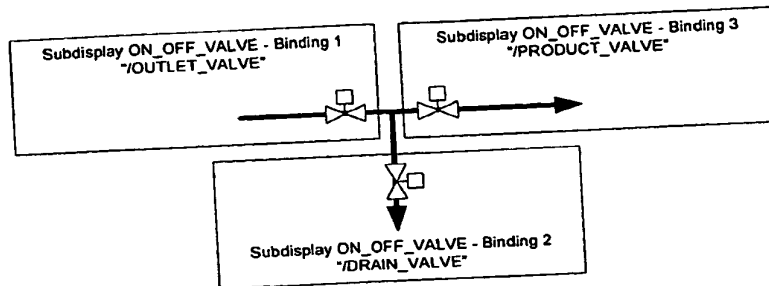 Subdisplay ON_OFF_VALVE - Binding 1
"/OUTLET_VALVE"
Subdisplay ON_OFF_VALVE - Binding 3
"/PRODUCT_VALVE"
Subdisplay ON_OFF_VALVE - Binding 2
"/DRAIN_VALVE"